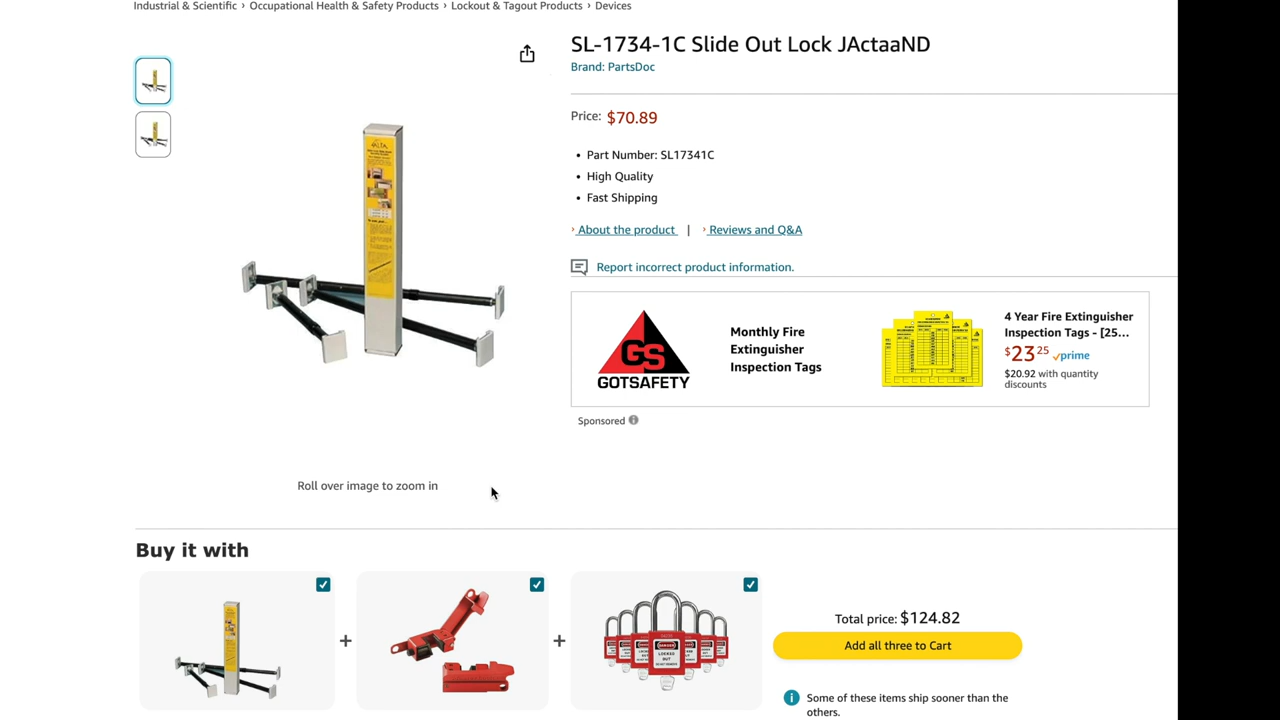 Industrial & Scientific › Occupational Health & Safety Products › Lockout & Tagout Products › Devices
SL-1734-1C Slide Out Lock JActaaND
Brand: PartsDoc
Price: $70.89
• Part Number: SL17341C
• High Quality
• Fast Shipping
› About the product | › Reviews and Q&A
Report incorrect product information.
GS
GOTSAFETY
Monthly Fire
Extinguisher
Inspection Tags
4 Year Fire Extinguisher
Inspection Tags - [25...
$23 25 prime
$20.92 with quantity
discounts
Sponsored
ALTA
Roll over image to zoom in
Buy it with
+
+
DANGER
LOCKED
OUT
Total price: $124.82
Add all three to Cart
Some of these items ship sooner than the
others.